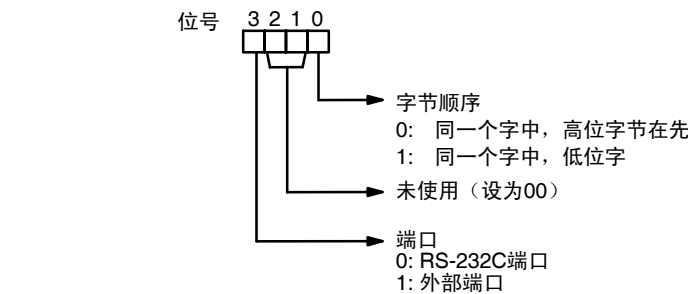 位号 3 2 1 0
字节顺序
0: 同一个字中，高位字节在先
1: 同一个字中，低位字
未使用（设为00）
端口
0: RS-232C端口
1: 外部端口